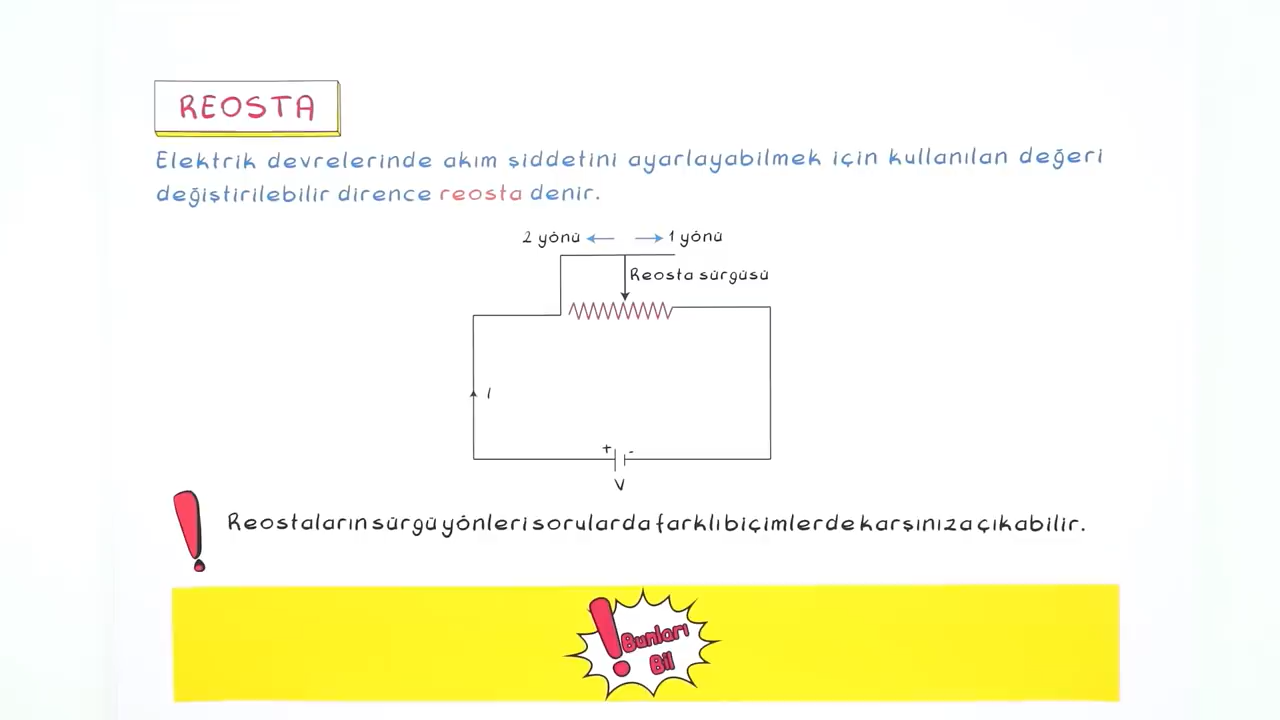 REOSTA
Elektrik devrelerinde akım şiddetini ayarlayabilmek için kullanılan değeri
değiştirilebilir dirence reosta denir.
2 yönü 1 yönü
Reosta sürgüsü
I
+ -
V
Reostaların sürgü yönleri sorularda farklı biçimlerde karşınıza çıkabilir.
Bunları
Bil